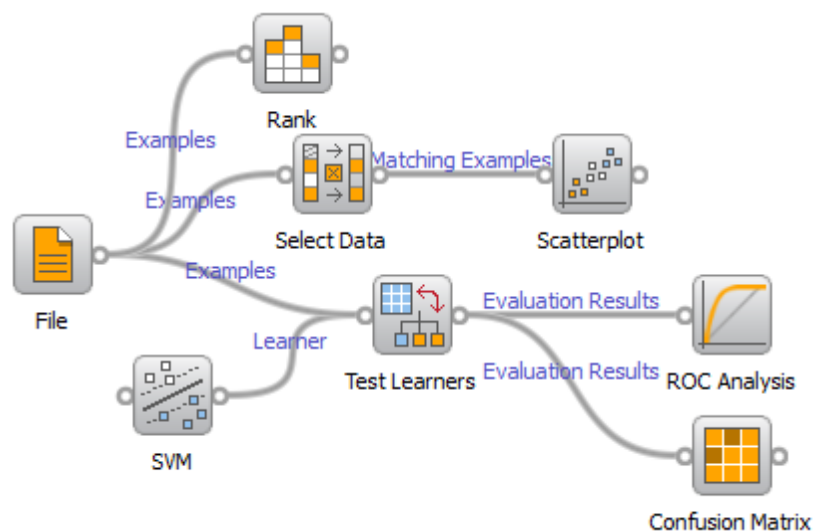 Rank
Examples
Matching Examples
Examples
Select Data
Scatterplot
Examples
File
Evaluation Results
Learner
Test Learners
Evaluation Results
ROC Analysis
SVM
Confusion Matrix